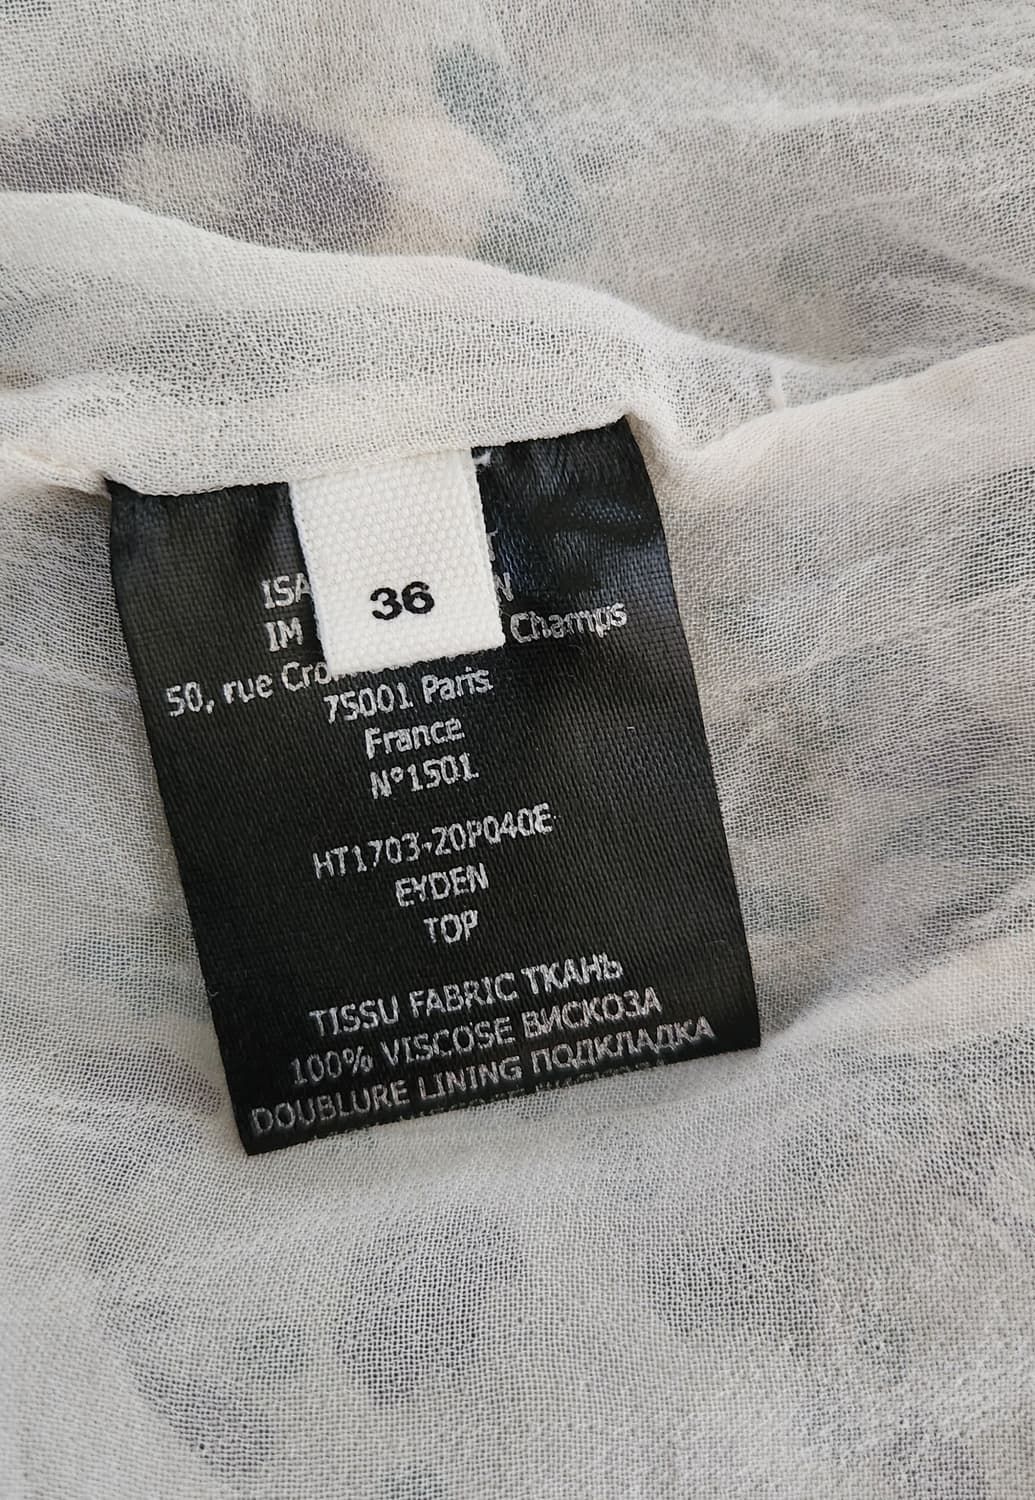 36
ISA
IM Champs
50, rue Cro
75001 Paris
France
N°1501
HT1703-20P040E
EYDEN
TOP
TISSU FABRIC ТКАНЬ
100% VISCOSE ВИСКОЗА
DOUBLURE LINING ПОДКЛАДКА